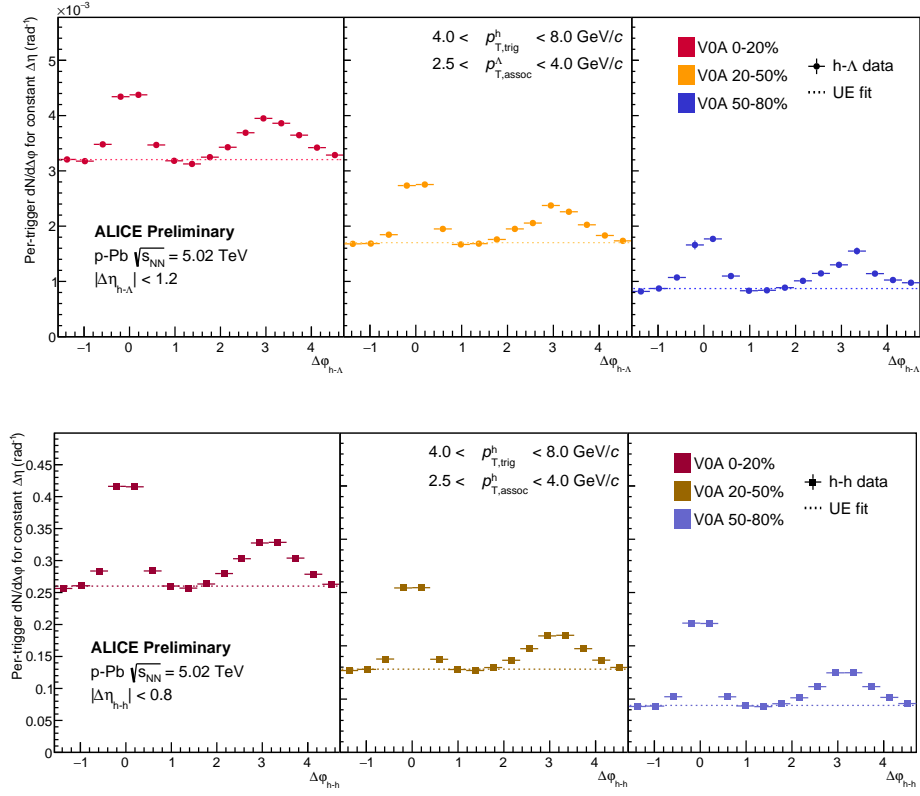 ×10⁻³
Per-trigger dN/dΔφ for constant Δη (rad⁻¹)
5
4
3
2
1
0
4.0 < p^h_T,trig < 8.0 GeV/c
2.5 < p^Λ_T,assoc < 4.0 GeV/c
V0A 0-20%
V0A 20-50%
V0A 50-80%
h-Λ data
UE fit
ALICE Preliminary
p-Pb √s_NN = 5.02 TeV
|Δη_h-Λ| < 1.2
−1 0 1 2 3 4
−1 0 1 2 3 4
−1 0 1 2 3 4
Δφ_h-Λ
Δφ_h-Λ
Δφ_h-Λ
Per-trigger dN/dΔφ for constant Δη (rad⁻¹)
0.45
0.4
0.35
0.3
0.25
0.2
0.15
0.1
0.05
0
4.0 < p^h_T,trig < 8.0 GeV/c
2.5 < p^h_T,assoc < 4.0 GeV/c
V0A 0-20%
V0A 20-50%
V0A 50-80%
h-h data
UE fit
ALICE Preliminary
p-Pb √s_NN = 5.02 TeV
|Δη_h-h| < 0.8
−1 0 1 2 3 4
−1 0 1 2 3 4
−1 0 1 2 3 4
Δφ_h-h
Δφ_h-h
Δφ_h-h